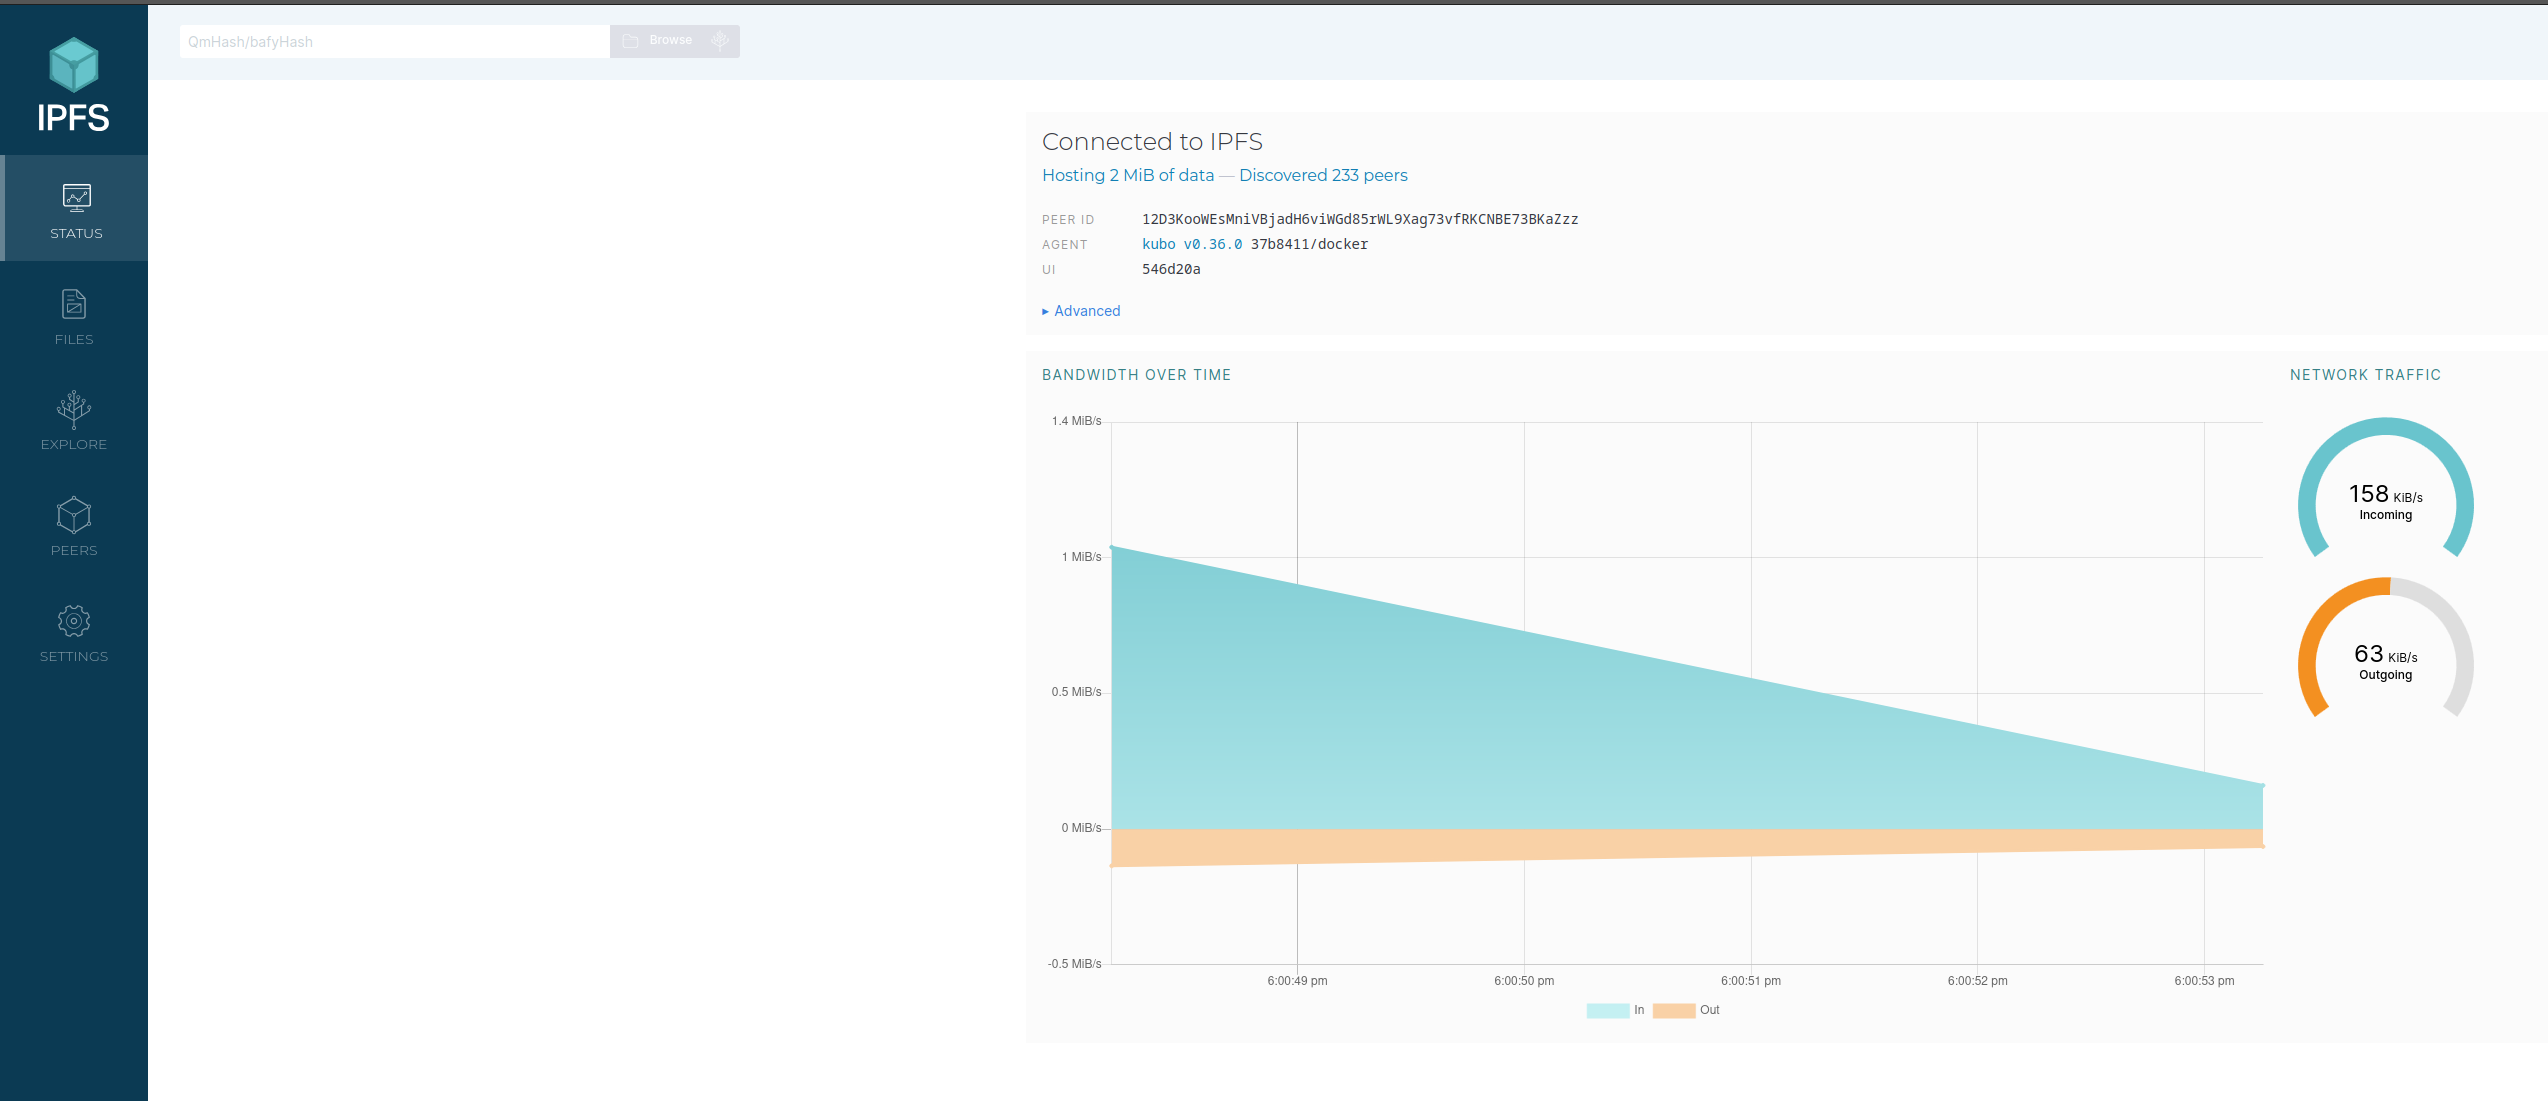 QmHash/bafyHash
Browse
IPFS
STATUS
FILES
EXPLORE
PEERS
SETTINGS
Connected to IPFS
Hosting 2 MiB of data — Discovered 233 peers
PEER ID 12D3KooWEsMniVBjadH6viWGd85rWL9Xag73vfRKCNBE73BKaZzz
AGENT kubo v0.36.0 37b8411/docker
UI 546d20a
▸ Advanced
BANDWIDTH OVER TIME
1.4 MiB/s
1 MiB/s
0.5 MiB/s
0 MiB/s
-0.5 MiB/s
6:00:49 pm 6:00:50 pm 6:00:51 pm 6:00:52 pm 6:00:53 pm
In Out
NETWORK TRAFFIC
158 KiB/s
Incoming
63 KiB/s
Outgoing